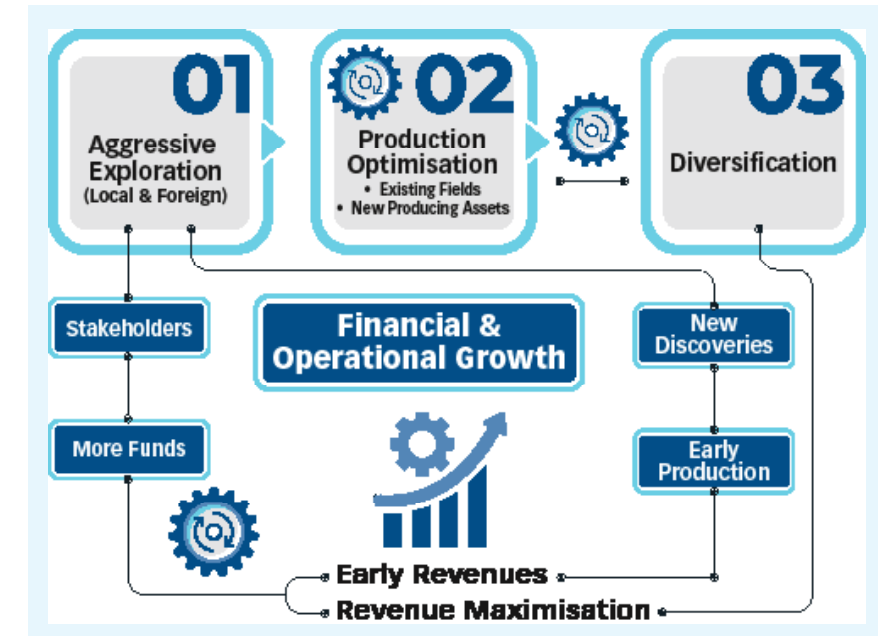 01
Aggressive
Exploration
(Local & Foreign)
02
Production
Optimisation
• Existing Fields
• New Producing Assets
03
Diversification
Stakeholders
Financial &
Operational Growth
New
Discoveries
More Funds
Early
Production
Early Revenues
Revenue Maximisation